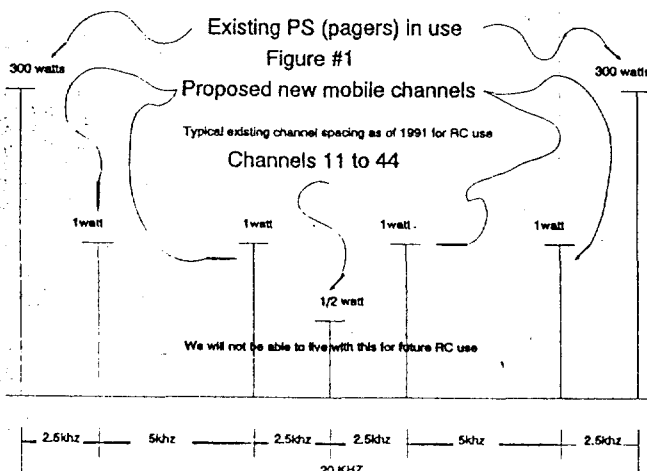 Existing PS (pagers) in use
Figure #1
300 watts
300 watts
Proposed new mobile channels
Typical existing channel spacing as of 1991 for RC use
Channels 11 to 44
1watt
1watt
1watt
1watt
1/2 watt
We will not be able to live with this for future RC use
2.5khz
5khz
2.5khz
2.5khz
5khz
2.5khz
20 KHZ